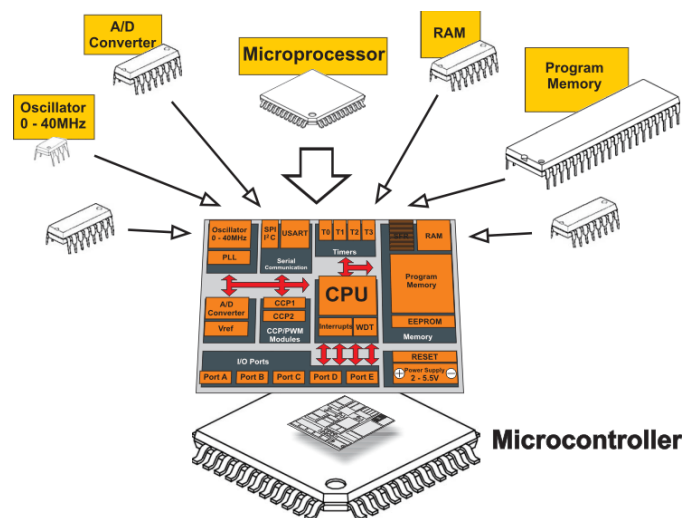 A/D
Converter
Microprocessor
RAM
Program
Memory
Oscillator
0 - 40MHz
Oscillator
0 - 40MHz
PLL
SPI
I²C
USART
Serial
Communication
T0
T1
T2
T3
Timers
RAM
Program
Memory
EEPROM
Memory
A/D
Converter
Vref
CCP1
CCP2
CCP/PWM
Modules
CPU
Interrupts
WDT
I/O Ports
Port A
Port B
Port C
Port D
Port E
RESET
Power Supply
2 - 5.5V
Microcontroller